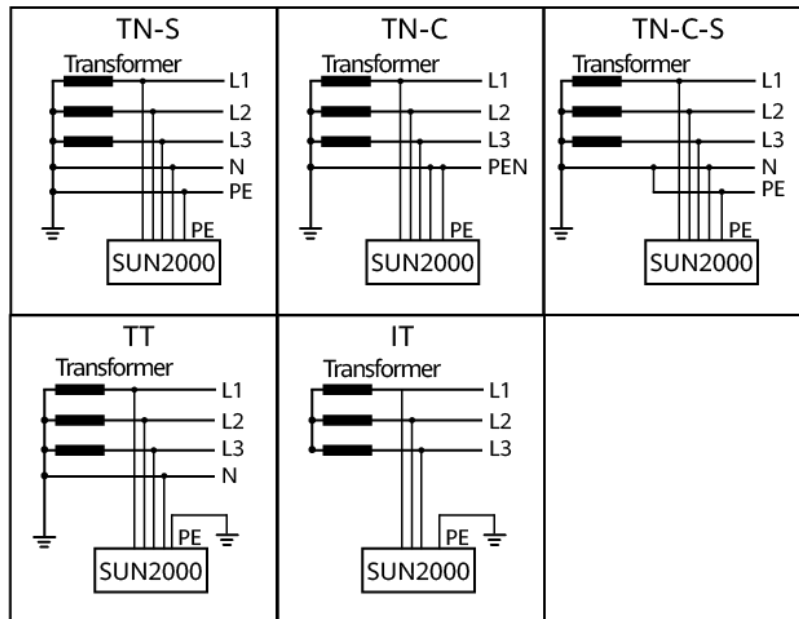 TN-S
Transformer
L1
L2
L3
N
PE
PE
SUN2000
TN-C
Transformer
L1
L2
L3
PEN
PE
SUN2000
TN-C-S
Transformer
L1
L2
L3
N
PE
PE
SUN2000
TT
Transformer
L1
L2
L3
N
PE
SUN2000
IT
Transformer
L1
L2
L3
PE
SUN2000